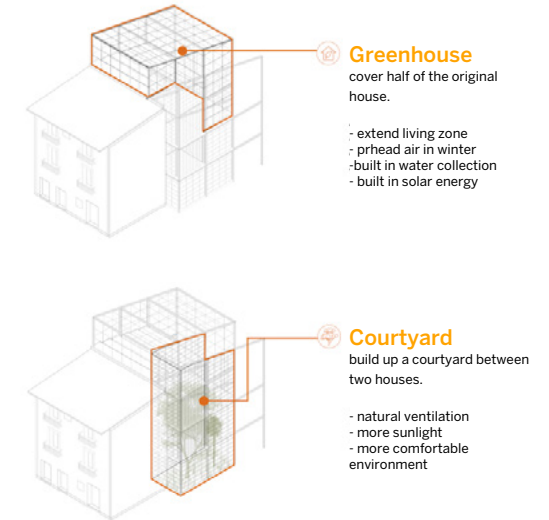 Greenhouse
cover half of the original
house.
- extend living zone
- prhead air in winter
-built in water collection
- built in solar energy
Courtyard
build up a courtyard between
two houses.
- natural ventilation
- more sunlight
- more comfortable
environment